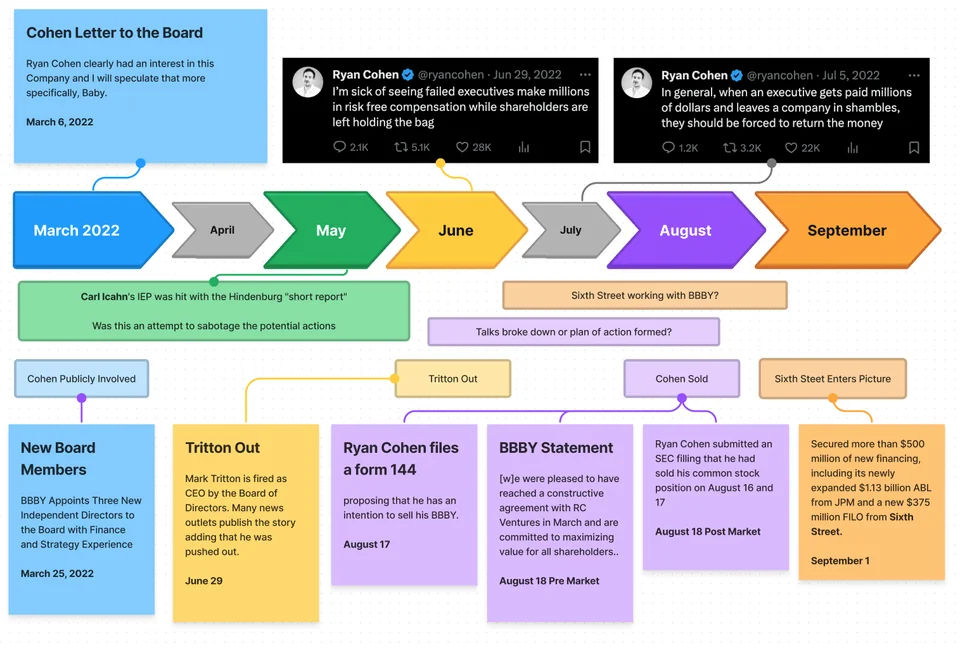 Cohen Letter to the Board
Ryan Cohen clearly had an interest in this
Company and I will speculate that more
specifically, Baby.
March 6, 2022
Ryan Cohen @ryancohen · Jun 29, 2022 ···
I'm sick of seeing failed executives make millions
in risk free compensation while shareholders are
left holding the bag
2.1K 5.1K 28K
Ryan Cohen @ryancohen · Jul 5, 2022 ···
In general, when an executive gets paid millions
of dollars and leaves a company in shambles,
they should be forced to return the money
1.2K 3.2K 22K
March 2022
April
May
June
July
August
September
Carl Icahn's IEP was hit with the Hindenburg "short report"
Was this an attempt to sabotage the potential actions
Sixth Street working with BBBY?
Talks broke down or plan of action formed?
Cohen Publicly Involved
Tritton Out
Cohen Sold
Sixth Steet Enters Picture
New Board
Members
BBBY Appoints Three New
Independent Directors to
the Board with Finance
and Strategy Experience
March 25, 2022
Tritton Out
Mark Tritton is fired as
CEO by the Board of
Directors. Many news
outlets publish the story
adding that he was
pushed out.
June 29
Ryan Cohen files
a form 144
proposing that he has an
intention to sell his BBBY.
August 17
BBBY Statement
[w]e were pleased to have
reached a constructive
agreement with RC
Ventures in March and are
committed to maximizing
value for all shareholders..
August 18 Pre Market
Ryan Cohen submitted an
SEC filling that he had
sold his common stock
position on August 16 and
17
August 18 Post Market
Secured more than $500
million of new financing,
including its newly
expanded $1.13 billion ABL
from JPM and a new $375
million FILO from Sixth
Street.
September 1